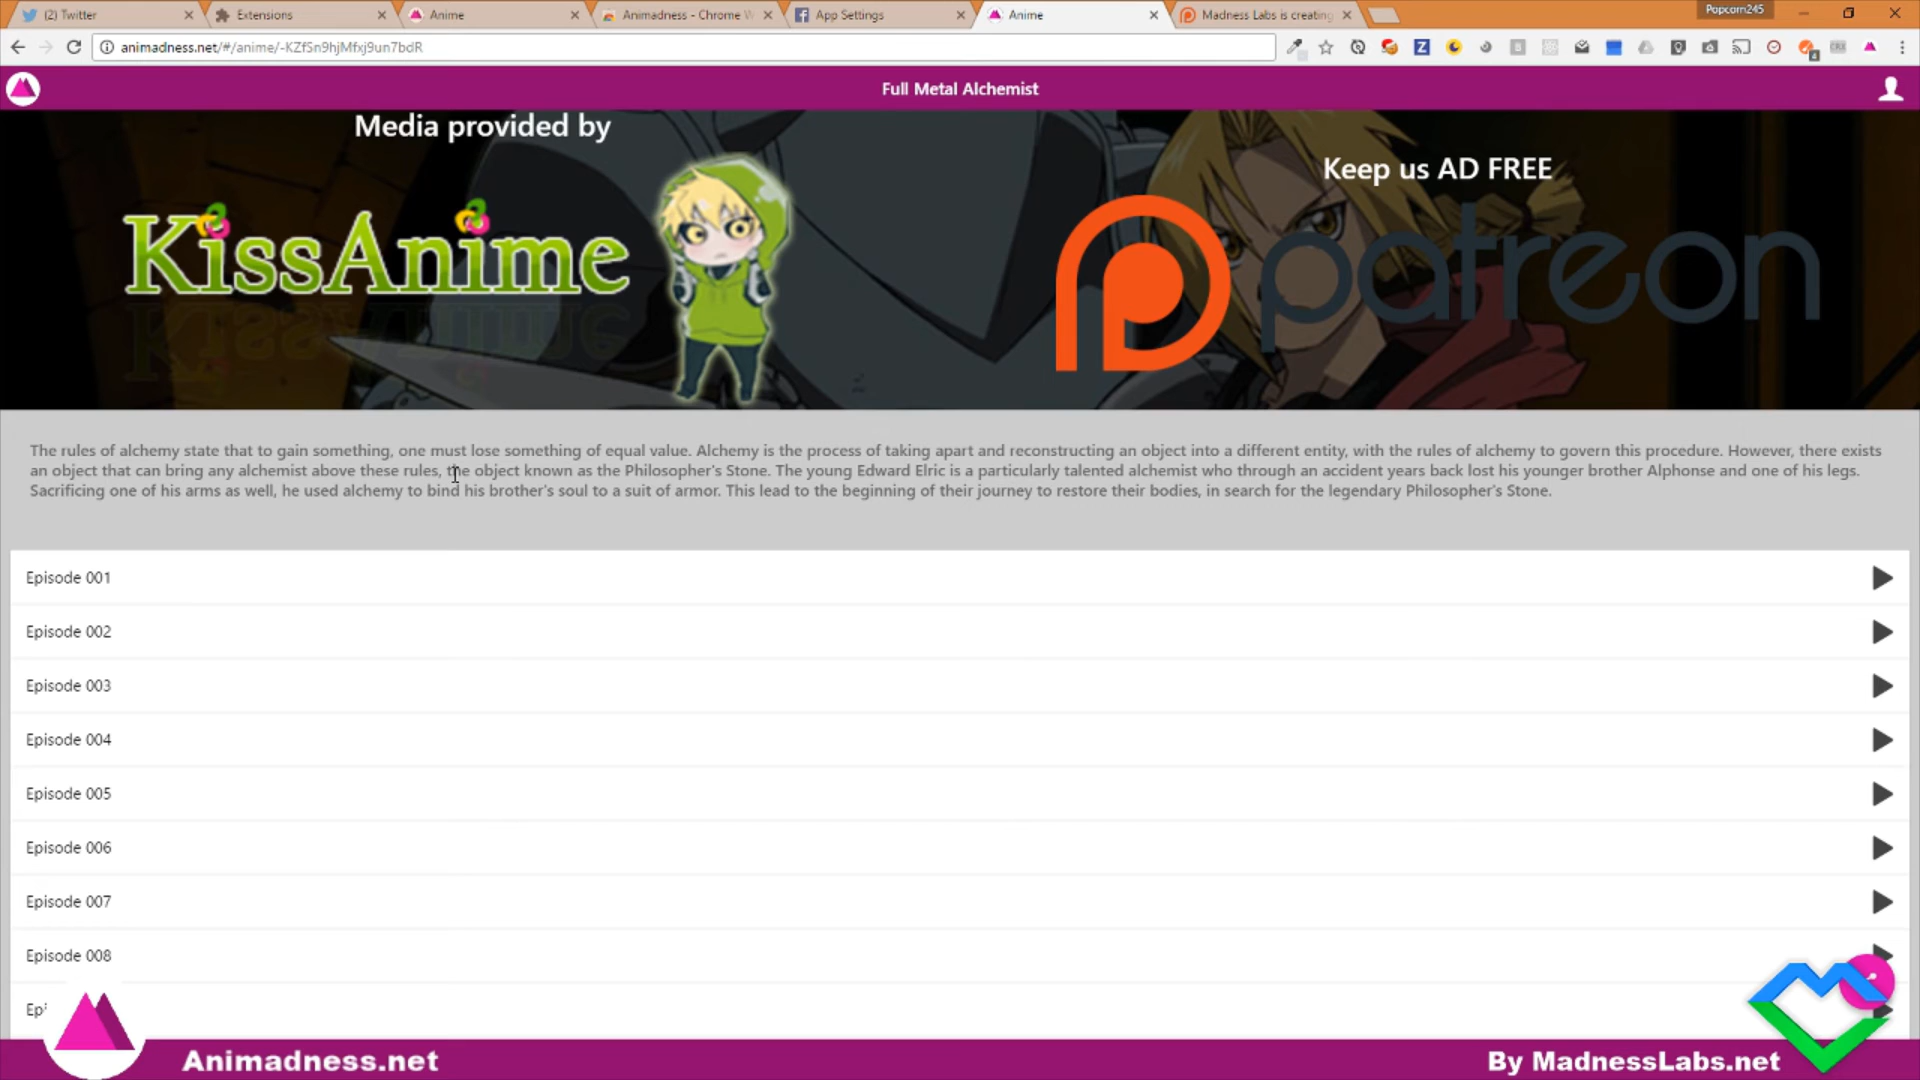 (2) Twitter
Extensions
Anime
Animadness - Chrome W
App Settings
Anime
Madness Labs is creating
Popcorn245
animadness.net/#/anime/-KZfSn9hjMfxj9un7bdR
Full Metal Alchemist
Media provided by
Keep us AD FREE
KissAnime
patreon
The rules of alchemy state that to gain something, one must lose something of equal value. Alchemy is the process of taking apart and reconstructing an object into a different entity, with the rules of alchemy to govern this procedure. However, there exists
an object that can bring any alchemist above these rules, the object known as the Philosopher's Stone. The young Edward Elric is a particularly talented alchemist who through an accident years back lost his younger brother Alphonse and one of his legs.
Sacrificing one of his arms as well, he used alchemy to bind his brother's soul to a suit of armor. This lead to the beginning of their journey to restore their bodies, in search for the legendary Philosopher's Stone.
Episode 001
Episode 002
Episode 003
Episode 004
Episode 005
Episode 006
Episode 007
Episode 008
Animadness.net
By MadnessLabs.net